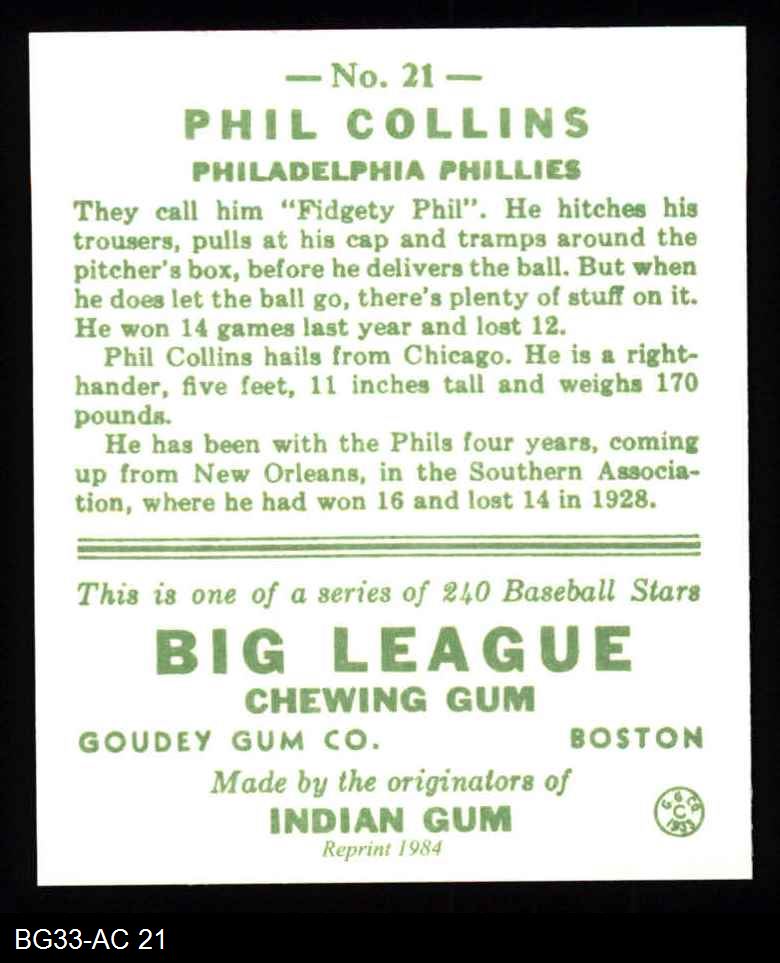 — No. 21 —
PHIL COLLINS
PHILADELPHIA PHILLIES
They call him "Fidgety Phil". He hitches his
trousers, pulls at his cap and tramps around the
pitcher's box, before he delivers the ball. But when
he does let the ball go, there's plenty of stuff on it.
He won 14 games last year and lost 12.
Phil Collins hails from Chicago. He is a right-
hander, five feet, 11 inches tall and weighs 170
pounds.
He has been with the Phils four years, coming
up from New Orleans, in the Southern Associa-
tion, where he had won 16 and lost 14 in 1928.
This is one of a series of 240 Baseball Stars
BIG LEAGUE
CHEWING GUM
GOUDEY GUM CO. BOSTON
Made by the originators of
INDIAN GUM
G G CO
C
1933
Reprint 1984
BG33-AC 21